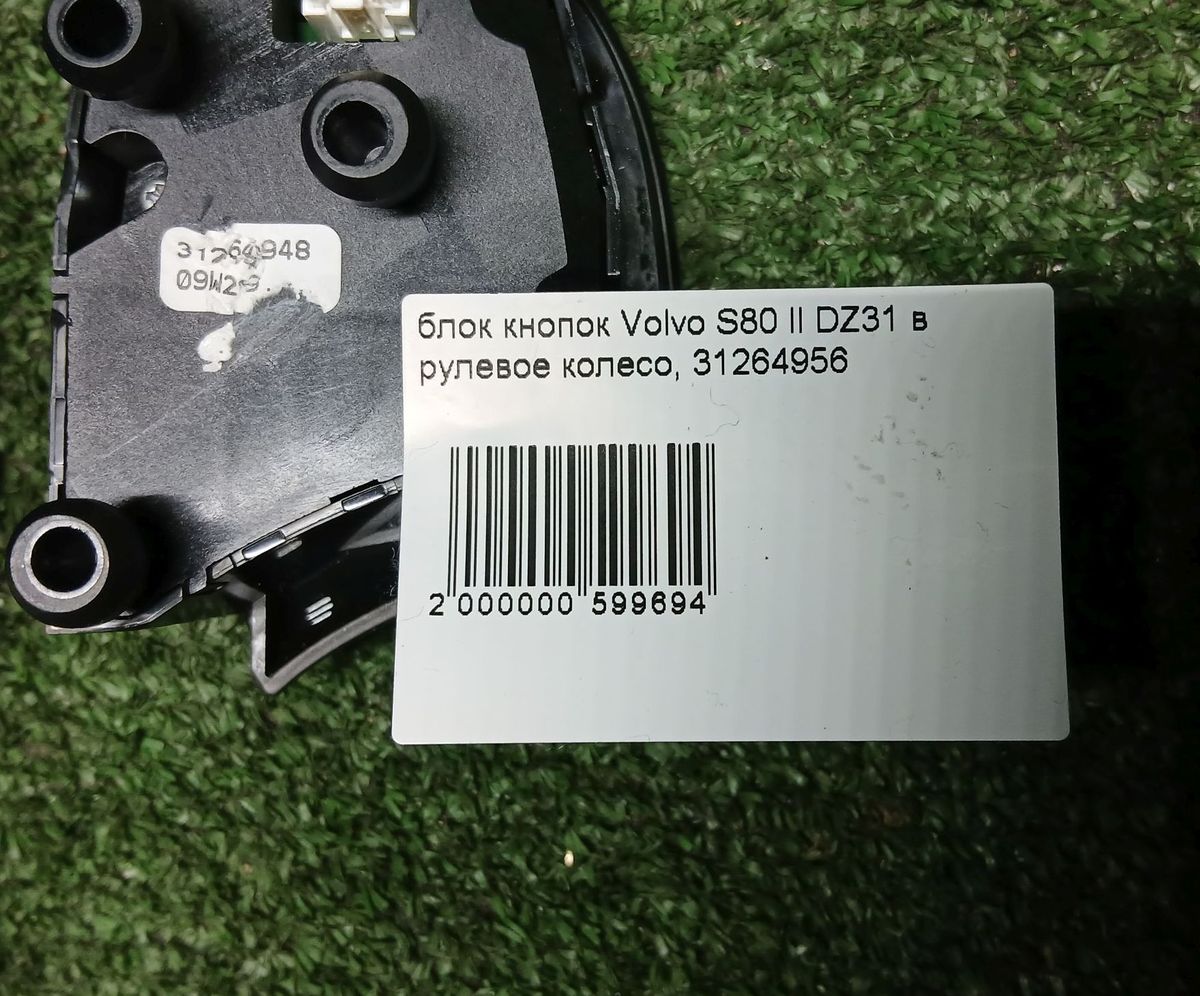 31264948
09W29.
блок кнопок Volvo S80 II DZ31 в
рулевое колесо, 31264956
2 000000 599694